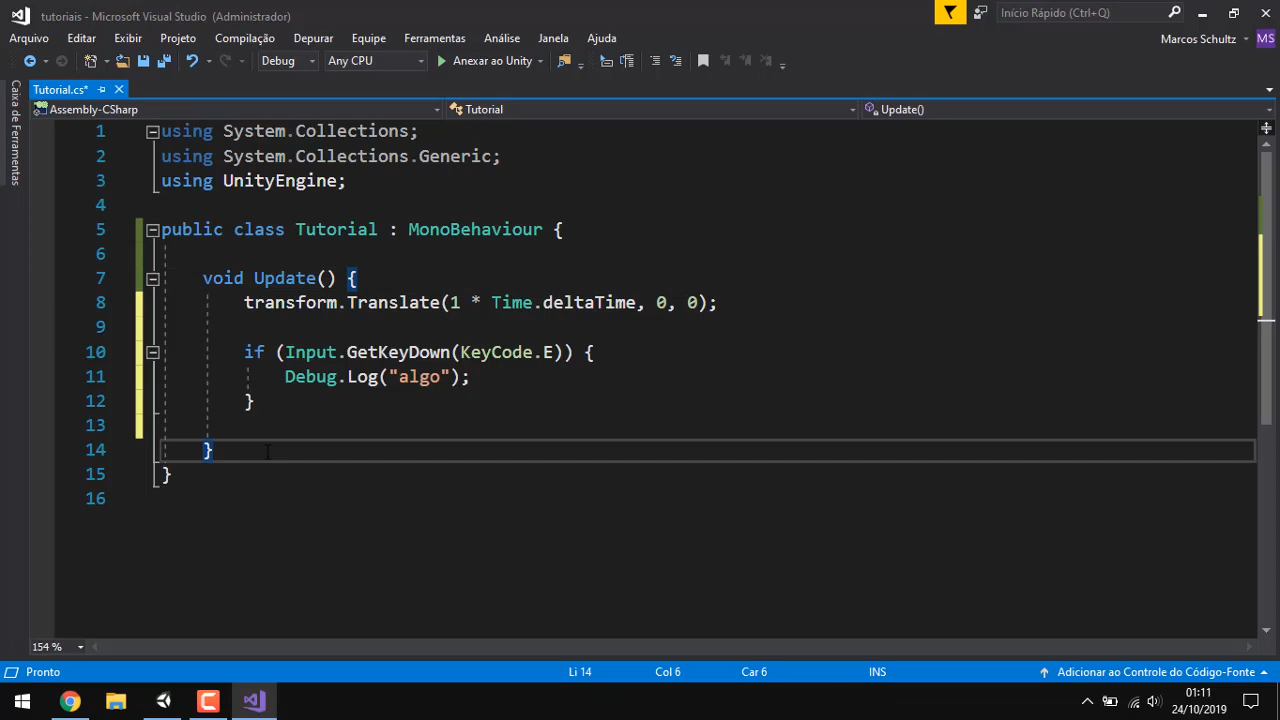 tutoriais - Microsoft Visual Studio (Administrador)
Início Rápido (Ctrl+Q)
Arquivo Editar Exibir Projeto Compilação Depurar Equipe Ferramentas Análise Janela Ajuda
Marcos Schultz MS
Debug Any CPU Anexar ao Unity
Caixa de Ferramentas
Tutorial.cs*
Assembly-CSharp Tutorial Update()
1 using System.Collections;
2 using System.Collections.Generic;
3 using UnityEngine;
4
5 public class Tutorial : MonoBehaviour {
6
7 void Update() {
8 transform.Translate(1 * Time.deltaTime, 0, 0);
9
10 if (Input.GetKeyDown(KeyCode.E)) {
11 Debug.Log("algo");
12 }
13
14 }
15 }
16
154 %
Pronto Li 14 Col 6 Car 6 INS Adicionar ao Controle do Código-Fonte
01:11
24/10/2019